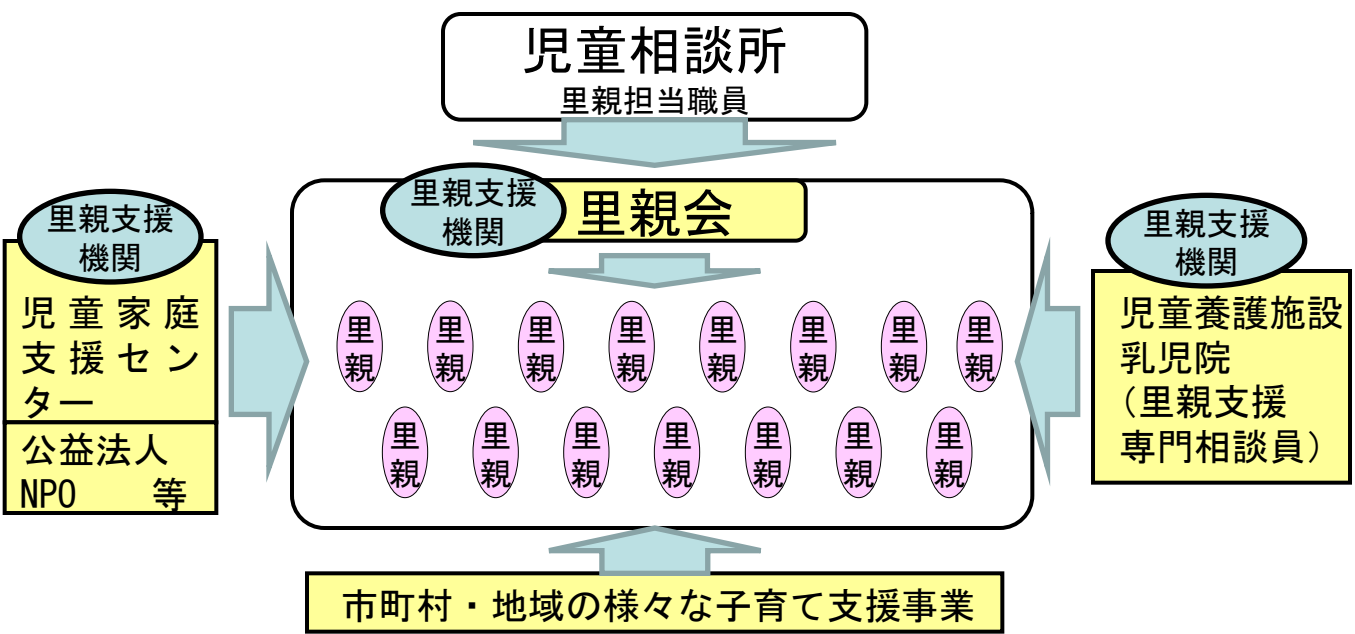 児童相談所
里親担当職員
里親支援
機関
里親会
里親支援
機関
児童家庭
支援セン
ター
公益法人
NPO 等
里親 里親 里親 里親 里親 里親 里親 里親
里親 里親 里親 里親 里親 里親 里親
里親支援
機関
児童養護施設
乳児院
（里親支援
専門相談員）
市町村・地域の様々な子育て支援事業